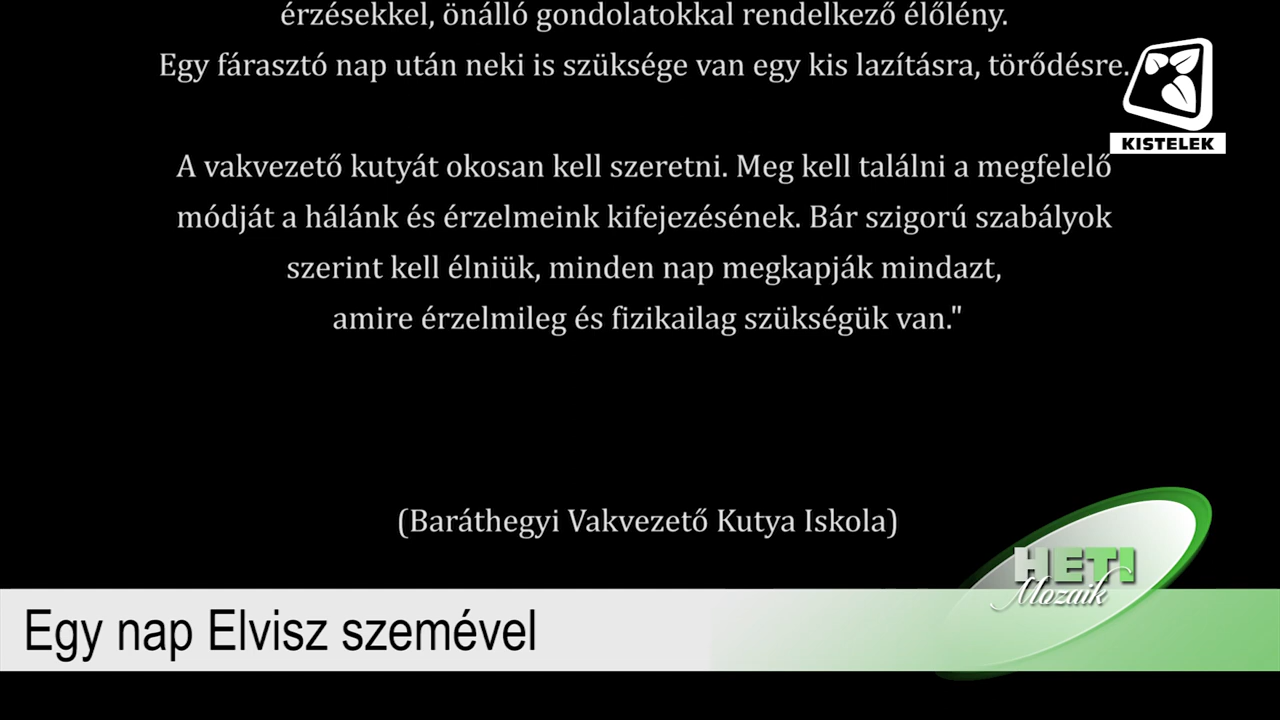 érzésekkel, önálló gondolatokkal rendelkező élőlény.
Egy fárasztó nap után neki is szüksége van egy kis lazításra, törődésre.
KISTELEK
A vakvezető kutyát okosan kell szeretni. Meg kell találni a megfelelő
módját a hálánk és érzelmeink kifejezésének. Bár szigorú szabályok
szerint kell élniük, minden nap megkapják mindazt,
amire érzelmileg és fizikailag szükségük van."
(Baráthegyi Vakvezető Kutya Iskola)
HETI
Mozaik
Egy nap Elvisz szemével